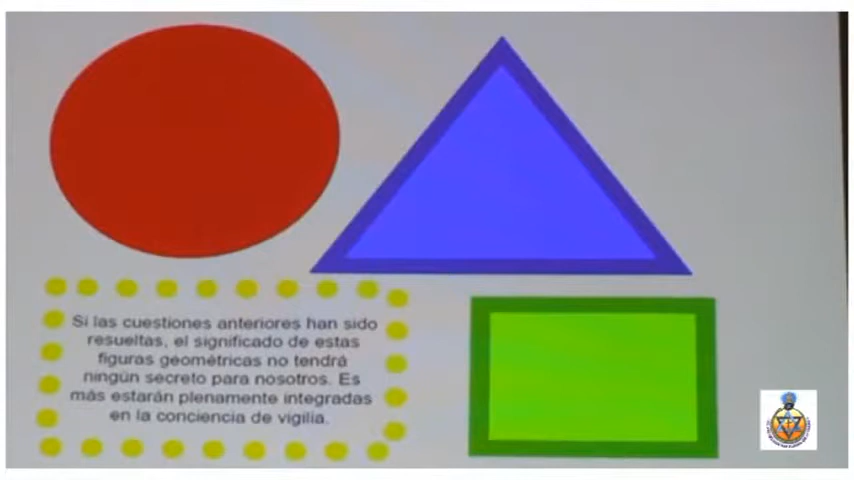 Si las cuestiones anteriores han sido
resueltas, el significado de estas
figuras geométricas no tendrá
ningún secreto para nosotros. Es
más estarán plenamente integradas
en la conciencia de vigilia.